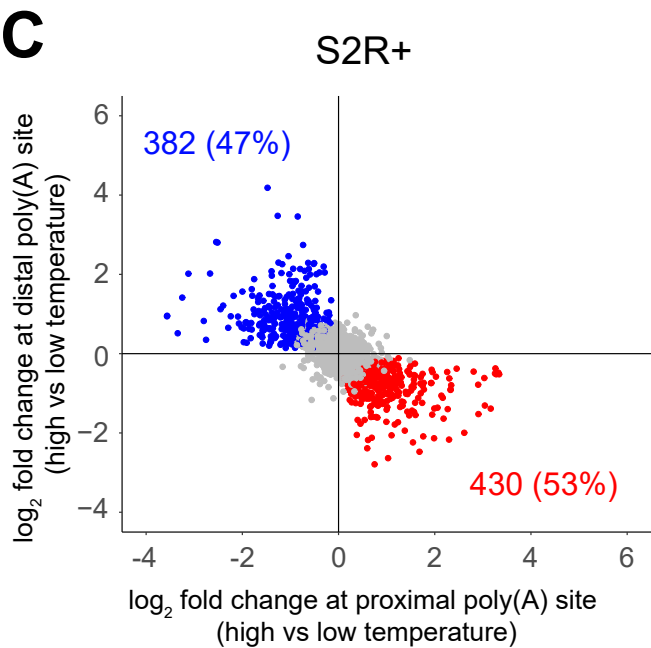 C
S2R+
log2 fold change at distal poly(A) site
(high vs low temperature)
6
4
2
0
−2
−4
382 (47%)
430 (53%)
-4
-2
0
2
4
6
log2 fold change at proximal poly(A) site
(high vs low temperature)